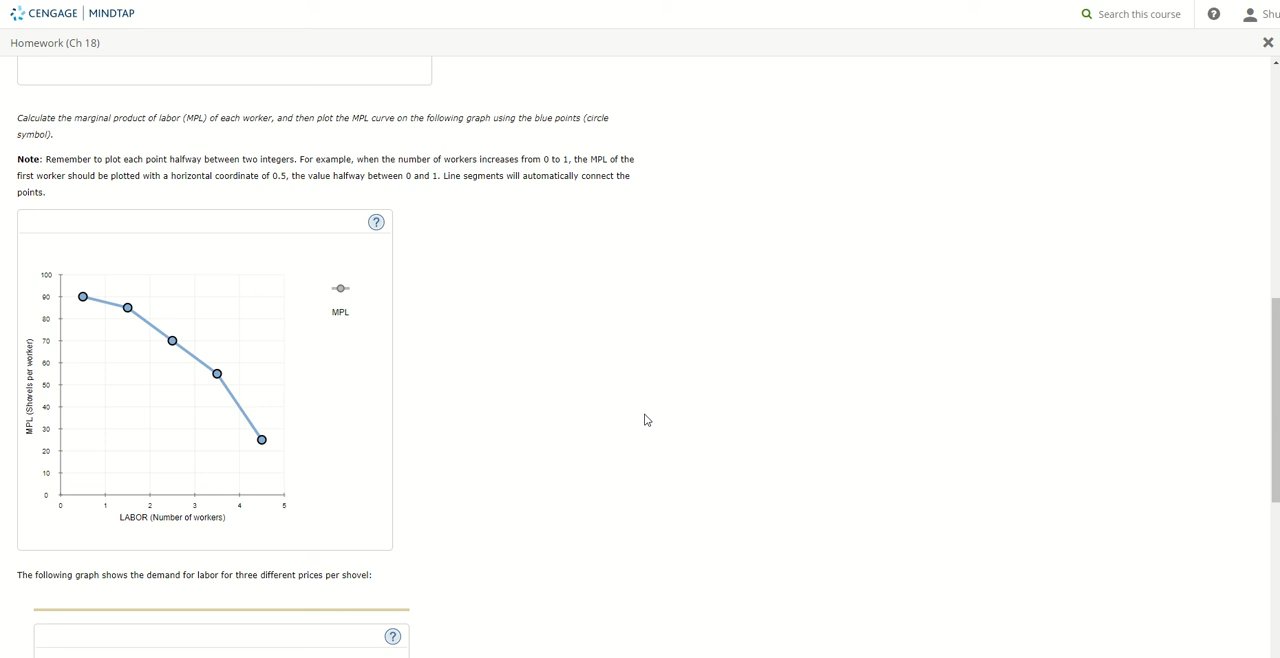 CENGAGE MINDTAP
Search this course
Shu
Homework (Ch 18)
Calculate the marginal product of labor (MPL) of each worker, and then plot the MPL curve on the following graph using the blue points (circle
symbol).
Note: Remember to plot each point halfway between two integers. For example, when the number of workers increases from 0 to 1, the MPL of the
first worker should be plotted with a horizontal coordinate of 0.5, the value halfway between 0 and 1. Line segments will automatically connect the
points.
?
100
90
80
70
60
50
40
30
20
10
0
MPL (Shovels per worker)
0 1 2 3 4 5
LABOR (Number of workers)
MPL
The following graph shows the demand for labor for three different prices per shovel:
?